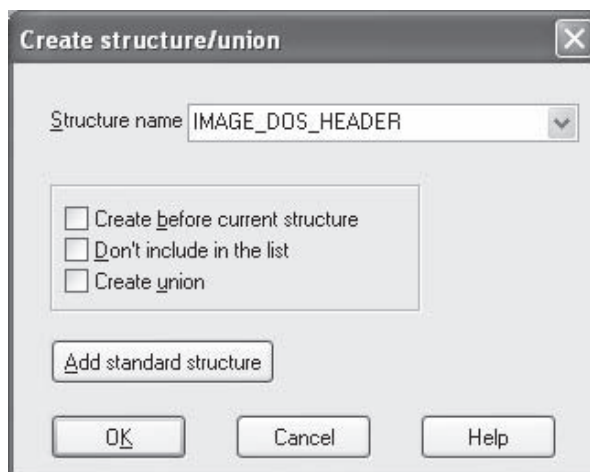 Create structure/union
Structure name IMAGE_DOS_HEADER
Create before current structure
Don't include in the list
Create union
Add standard structure
OK Cancel Help